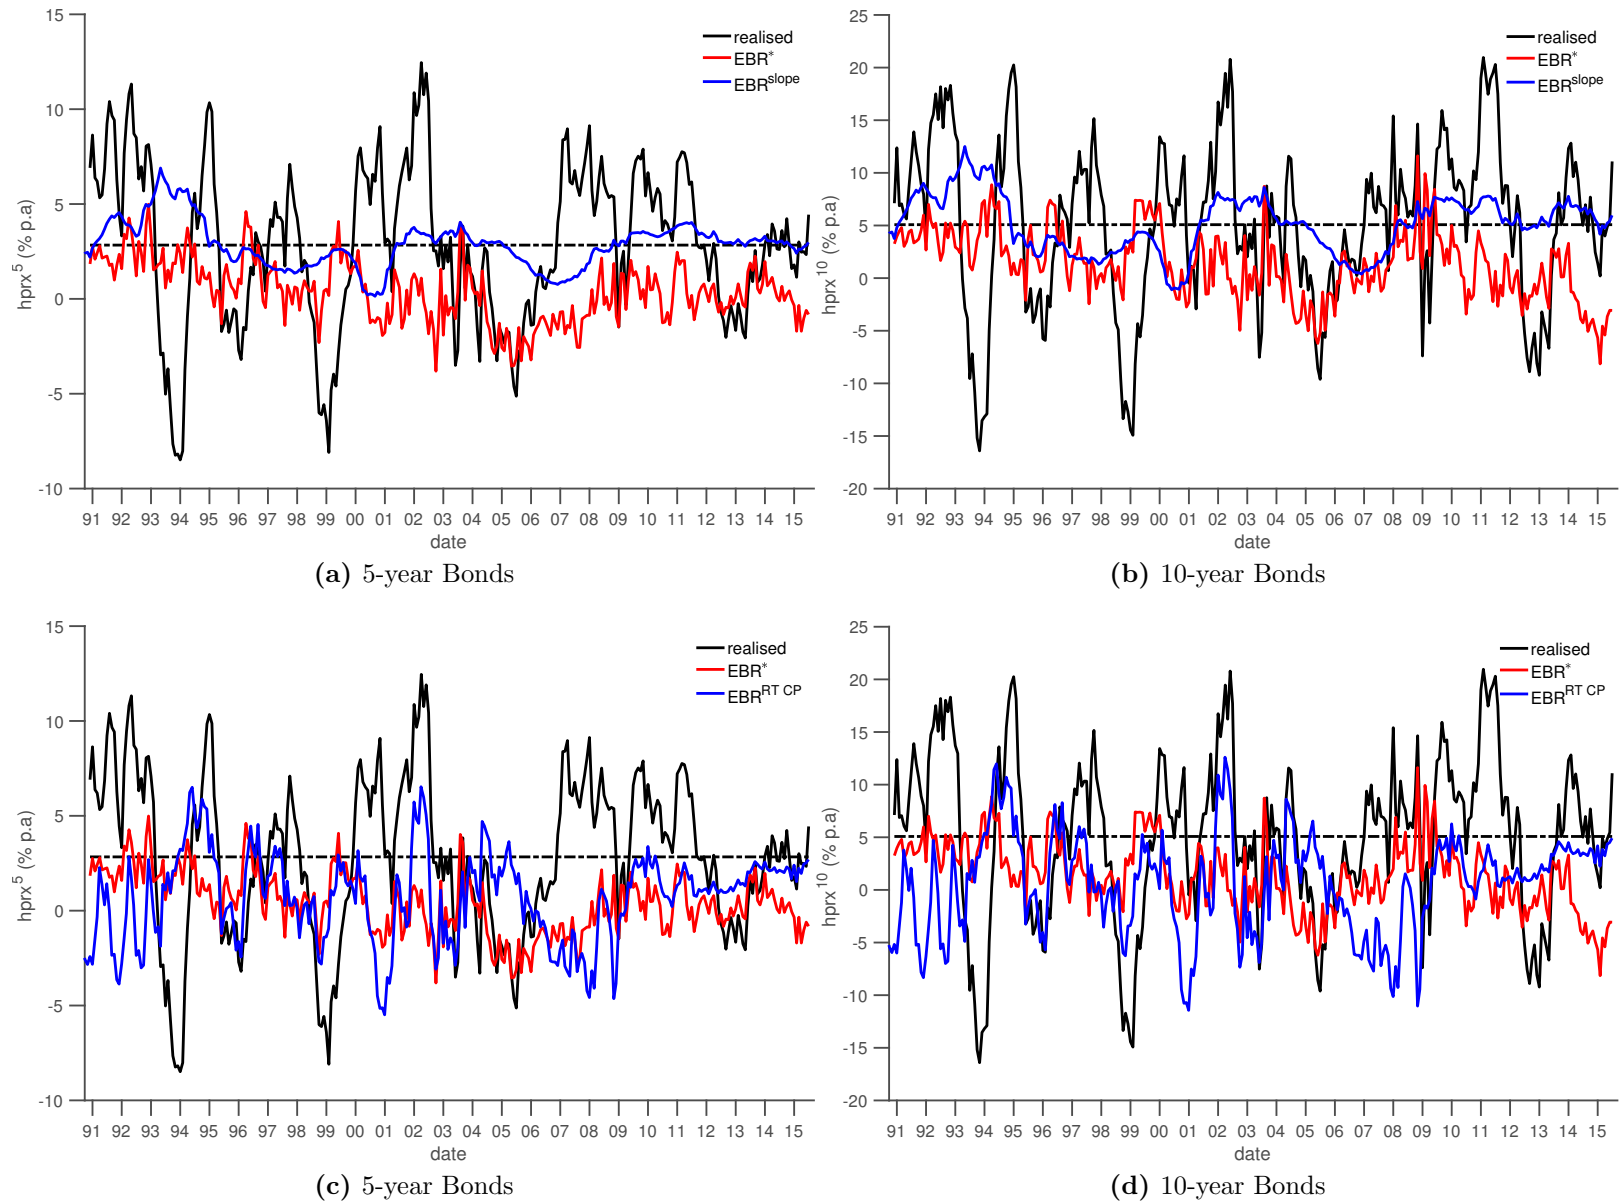 15
10
5
0
-5
-10
hprx 5 (% p.a)
realised
EBR*
EBRslope
91 92 93 94 95 96 97 98 99 00 01 02 03 04 05 06 07 08 09 10 11 12 13 14 15
date
(a) 5-year Bonds
25
20
15
10
5
0
-5
-10
-15
-20
hprx 10 (% p.a)
realised
EBR*
EBRslope
91 92 93 94 95 96 97 98 99 00 01 02 03 04 05 06 07 08 09 10 11 12 13 14 15
date
(b) 10-year Bonds
15
10
5
0
-5
-10
hprx 5 (% p.a)
realised
EBR*
EBRRT CP
91 92 93 94 95 96 97 98 99 00 01 02 03 04 05 06 07 08 09 10 11 12 13 14 15
date
(c) 5-year Bonds
25
20
15
10
5
0
-5
-10
-15
-20
hprx 10 (% p.a)
realised
EBR*
EBRRT CP
91 92 93 94 95 96 97 98 99 00 01 02 03 04 05 06 07 08 09 10 11 12 13 14 15
date
(d) 10-year Bonds